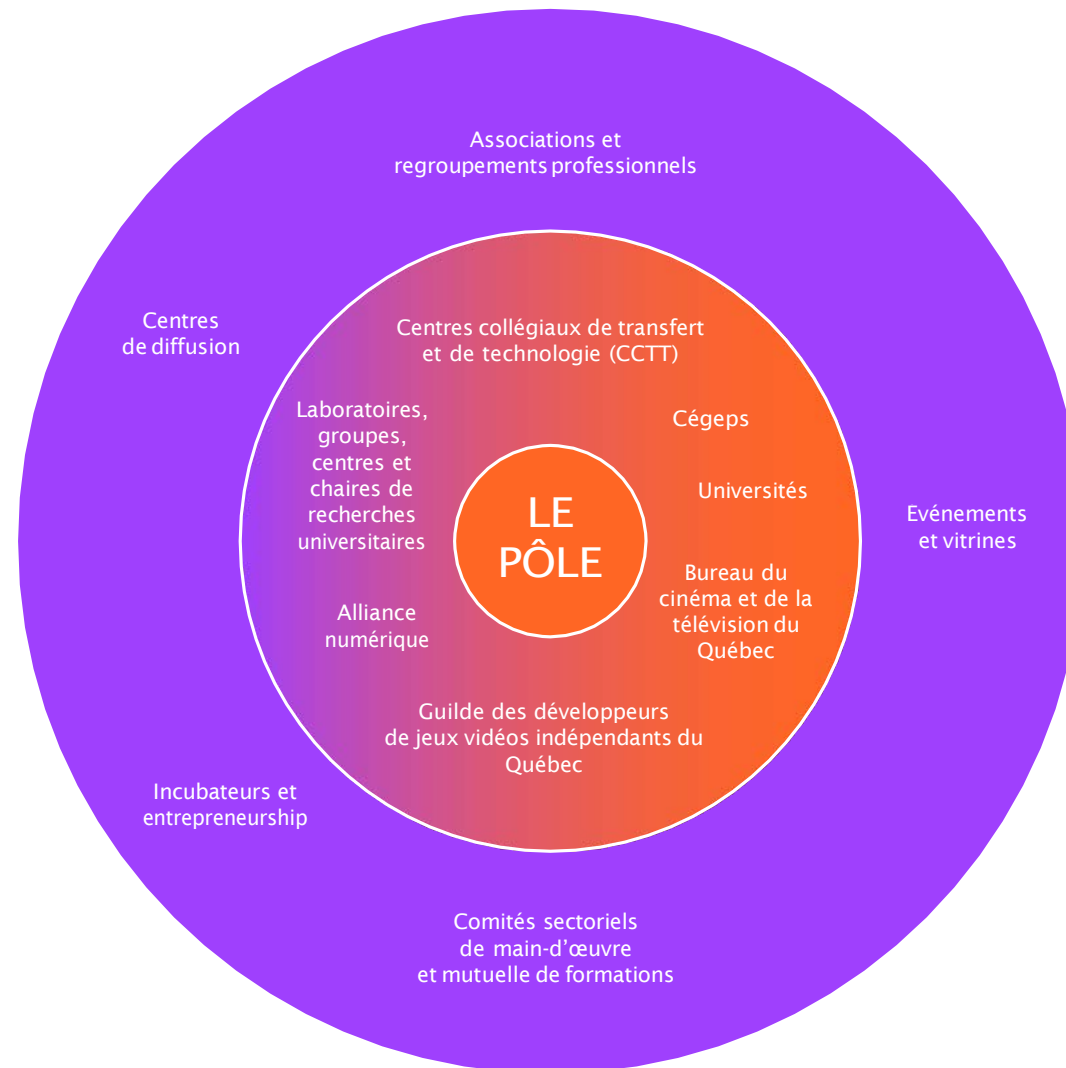 Associations et
regroupements professionnels
Centres
de diffusion
Centres collégiaux de transfert
et de technologie (CCTT)
Laboratoires,
groupes,
centres et
chaires de
recherches
universitaires
Cégeps
Universités
LE
PÔLE
Evénements
et vitrines
Bureau du
cinéma et de la
télévision du
Québec
Alliance
numérique
Guilde des développeurs
de jeux vidéos indépendants du
Québec
Incubateurs et
entrepreneurship
Comités sectoriels
de main-d’œuvre
et mutuelle de formations